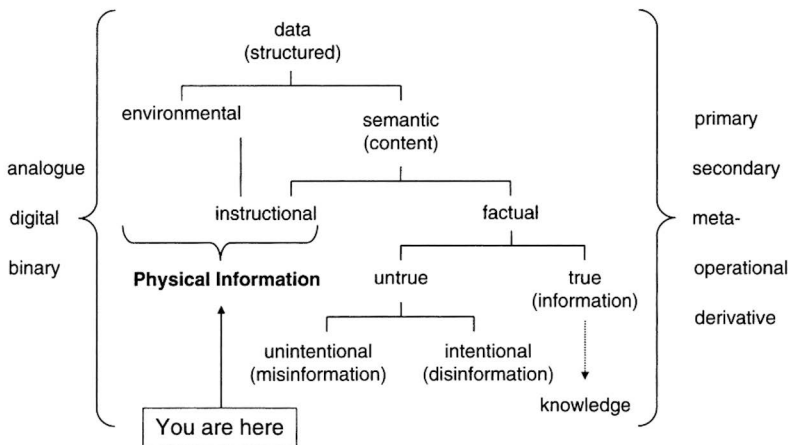 data
(structured)
environmental
semantic
(content)
primary
analogue
secondary
instructional
factual
digital
meta-
binary
Physical Information
untrue
true
(information)
operational
derivative
unintentional
(misinformation)
intentional
(disinformation)
knowledge
You are here